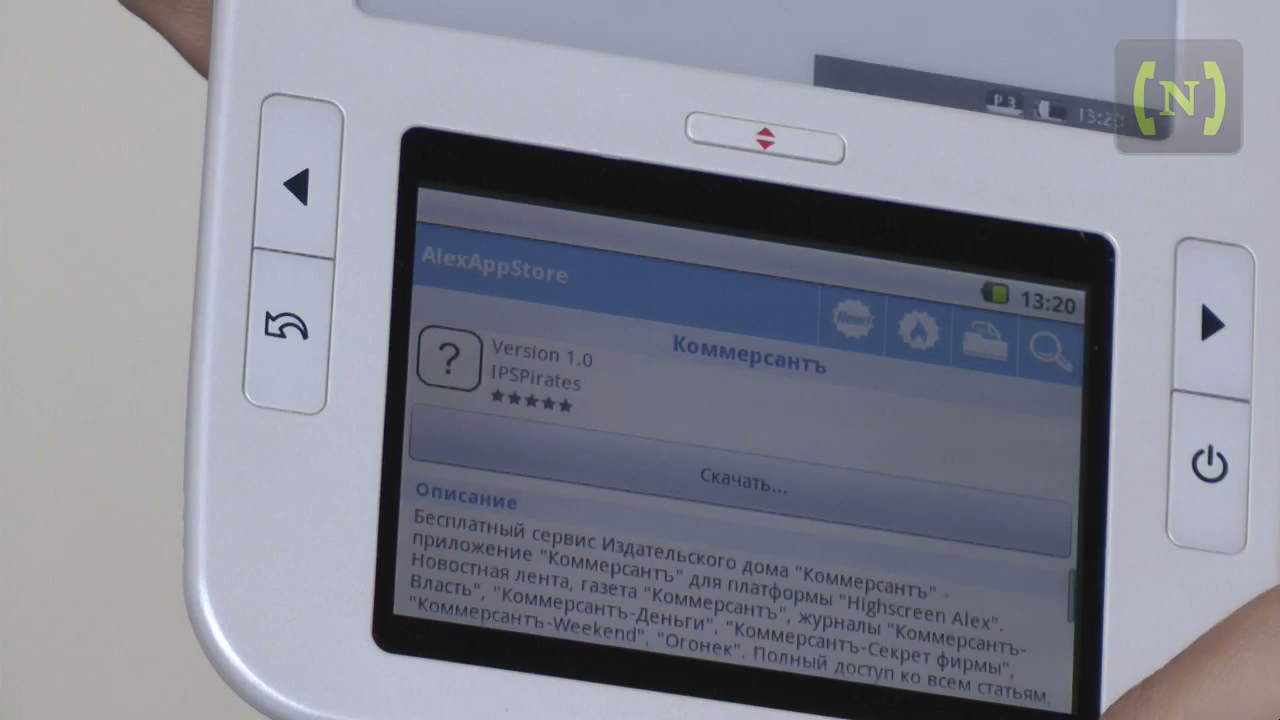 (N)
P 3
13:20
AlexAppStore
New!
Коммерсантъ
Version 1.0
IPSPirates
Скачать...
Описание
Бесплатный сервис Издательского дома "Коммерсантъ" -
приложение "Коммерсантъ" для платформы "Highscreen Alex".
Новостная лента, газета "Коммерсантъ", журналы "Коммерсантъ-
Власть", "Коммерсантъ-Деньги", "Коммерсантъ-Секрет фирмы",
"Коммерсантъ-Weekend", "Огонек". Полный доступ ко всем статьям,